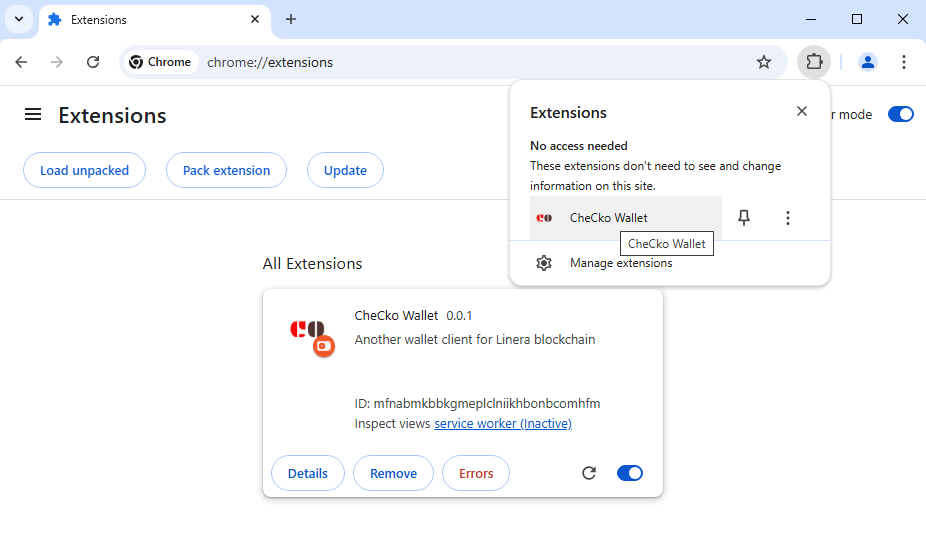 Extensions
Chrome
chrome://extensions
Extensions
r mode
Load unpacked
Pack extension
Update
Extensions
No access needed
These extensions don't need to see and change
information on this site.
CheCko Wallet
CheCko Wallet
Manage extensions
All Extensions
CheCko Wallet 0.0.1
Another wallet client for Linera blockchain
ID: mfnabmkbbkgmeplclniikhbonbcomhfm
Inspect views service worker (Inactive)
Details
Remove
Errors